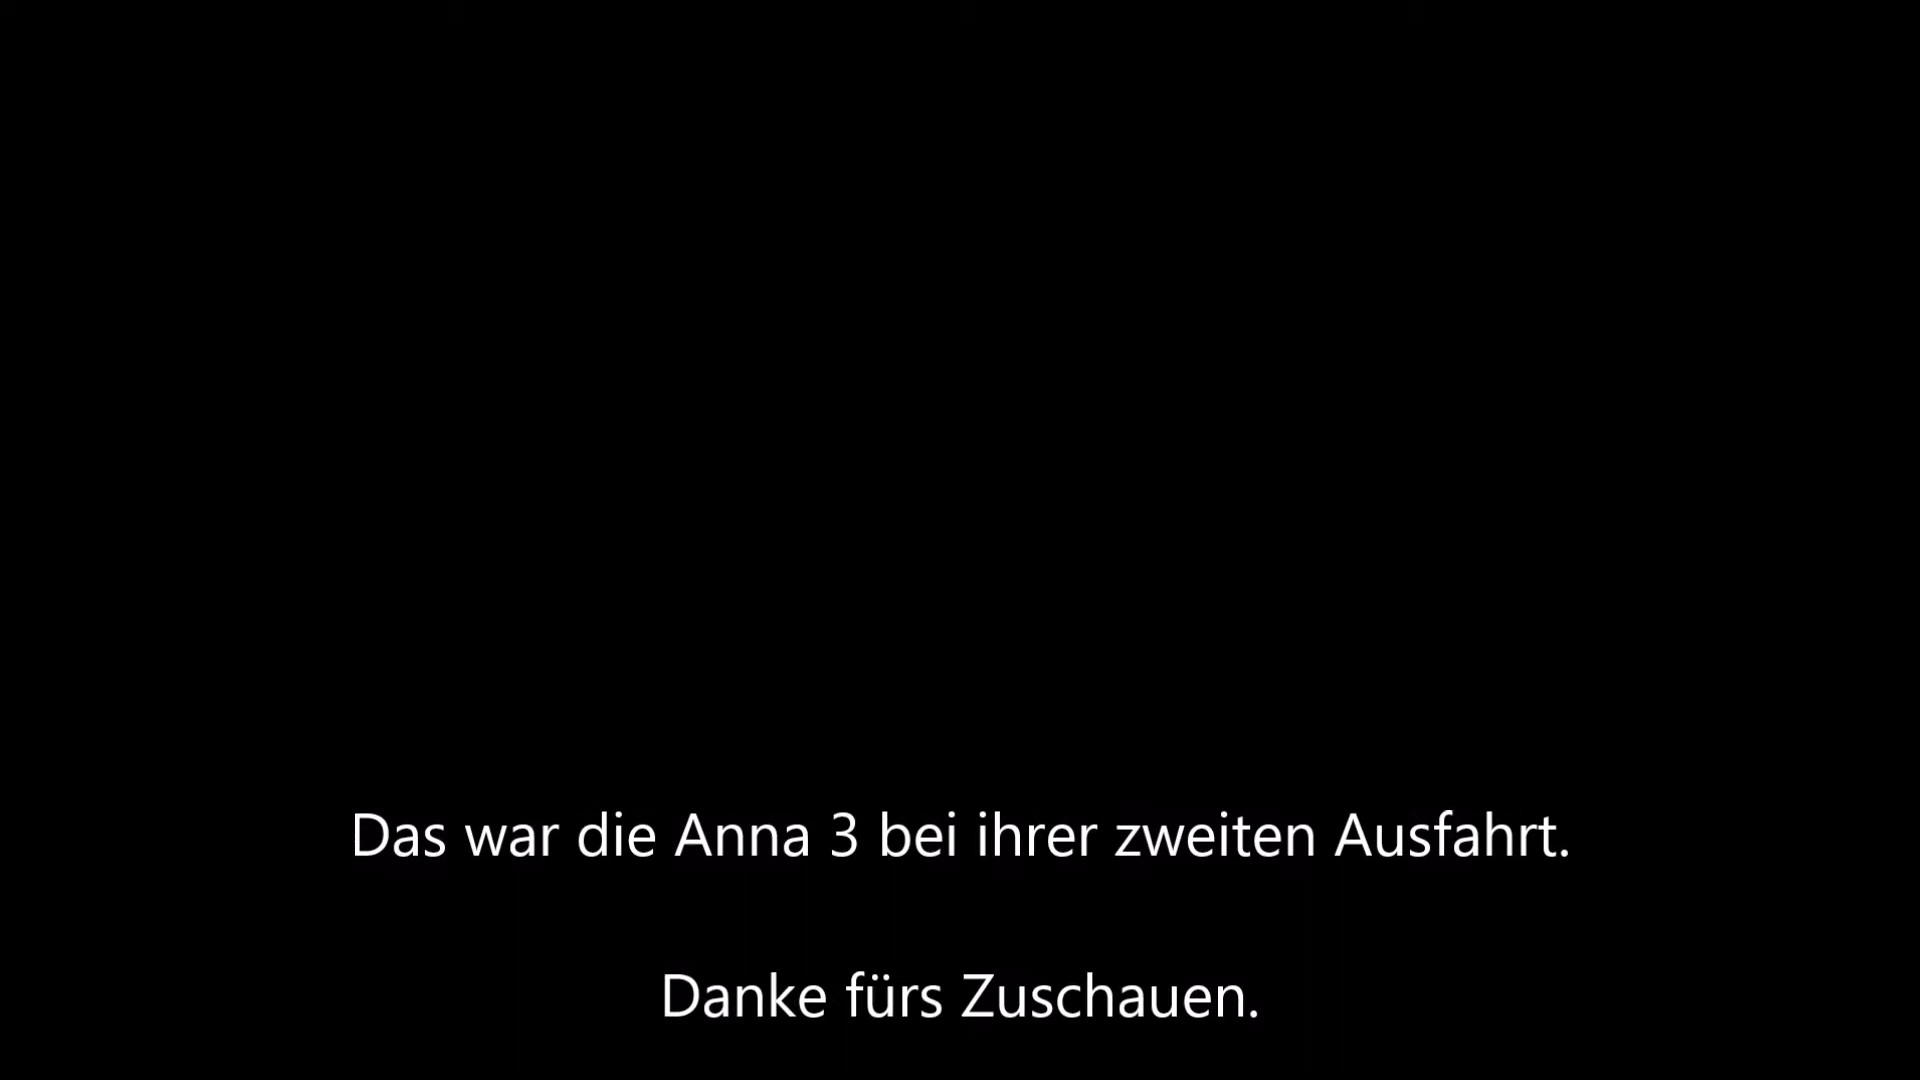 Das war die Anna 3 bei ihrer zweiten Ausfahrt.
Danke fürs Zuschauen.